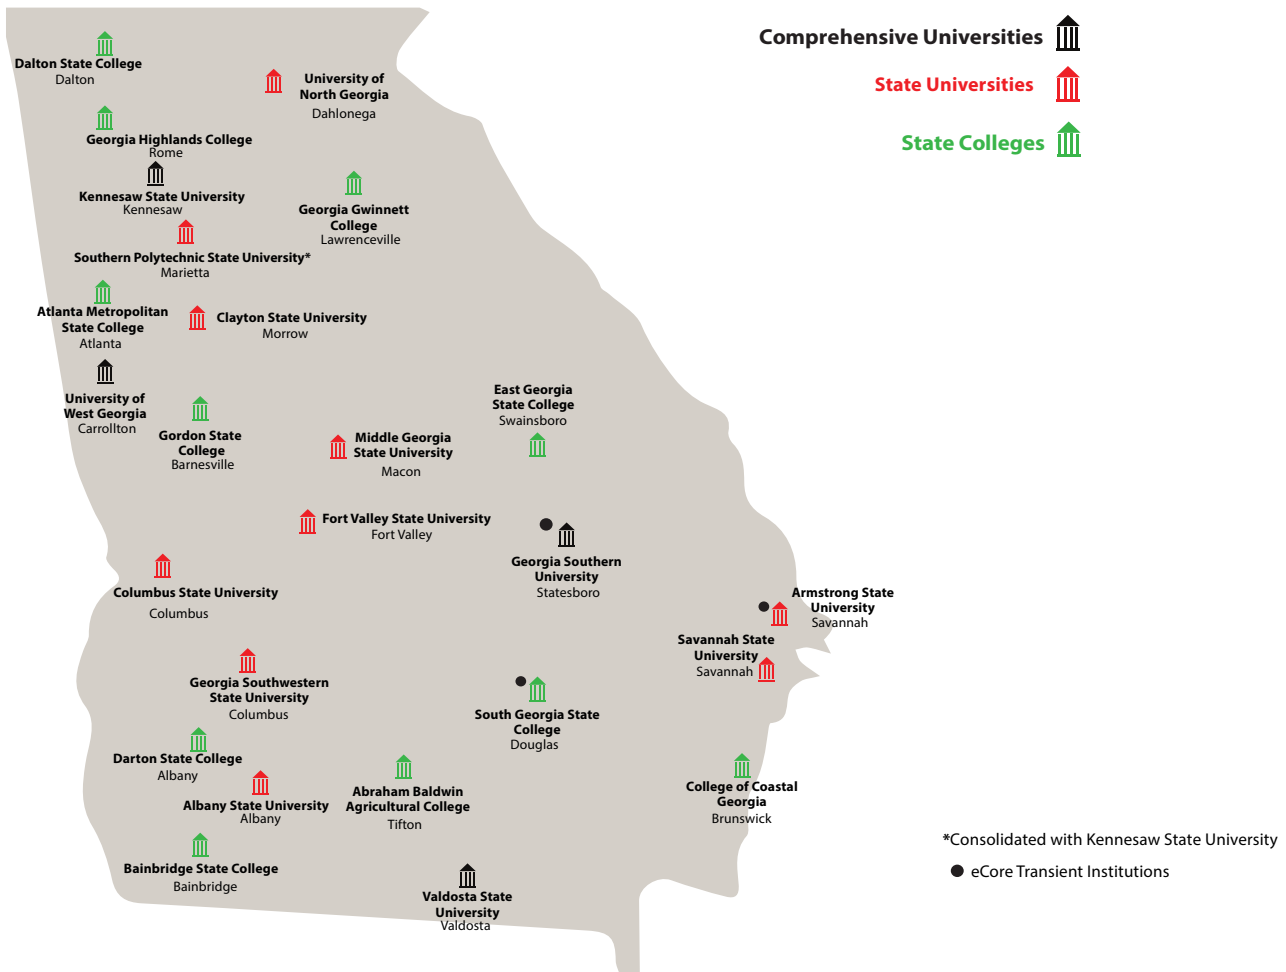 Comprehensive Universities
State Universities
State Colleges
Dalton State College
Dalton
University of
North Georgia
Dahlonega
Georgia Highlands College
Rome
Kennesaw State University
Kennesaw
Georgia Gwinnett
College
Lawrenceville
Southern Polytechnic State University*
Marietta
Atlanta Metropolitan
State College
Atlanta
Clayton State University
Morrow
University of
West Georgia
Carrollton
Gordon State
College
Barnesville
East Georgia
State College
Swainsboro
Middle Georgia
State University
Macon
Fort Valley State University
Fort Valley
Georgia Southern
University
Statesboro
Columbus State University
Columbus
Armstrong State
University
Savannah
Savannah State
University
Savannah
Georgia Southwestern
State University
Columbus
South Georgia State
College
Douglas
Darton State College
Albany
Albany State University
Albany
Abraham Baldwin
Agricultural College
Tifton
College of Coastal
Georgia
Brunswick
Bainbridge State College
Bainbridge
Valdosta State
University
Valdosta
*Consolidated with Kennesaw State University
eCore Transient Institutions